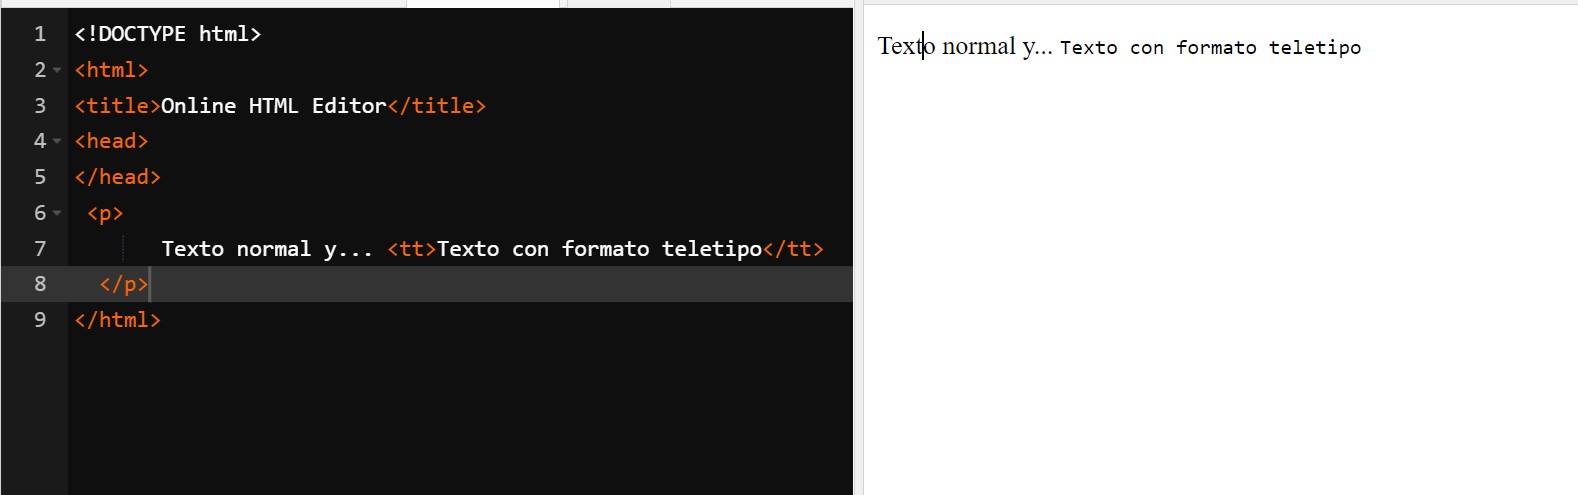 1 <!DOCTYPE html>
2 <html>
3 <title>Online HTML Editor</title>
4 <head>
5 </head>
6 <p>
7 Texto normal y... <tt>Texto con formato teletipo</tt>
8 </p>
9 </html>
Texto normal y... Texto con formato teletipo